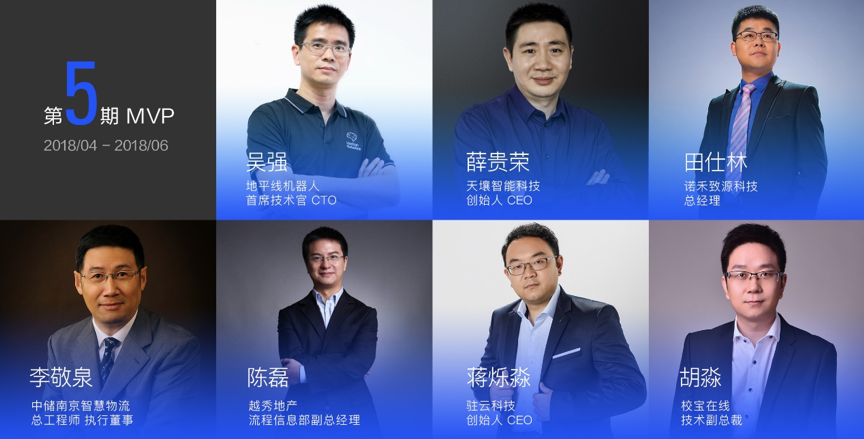 第5期 MVP
2018/04 – 2018/06
吴强
地平线机器人
首席技术官 CTO
薛贵荣
天壤智能科技
创始人 CEO
田仕林
诺禾致源科技
总经理
李敬泉
中储南京智慧物流
总工程师 执行董事
陈磊
越秀地产
流程信息部副总经理
蒋烁淼
驻云科技
创始人 CEO
胡淼
校宝在线
技术副总裁